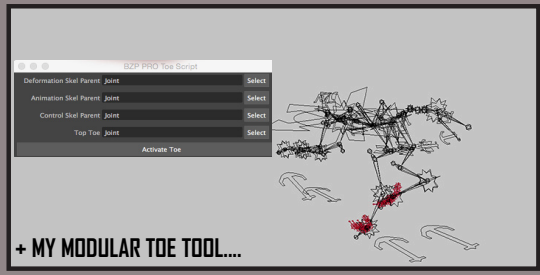 BZP PRO Toe Script
Deformation Skel Parent Joint Select
Animation Skel Parent Joint Select
Control Skel Parent Joint Select
Top Toe Joint Select
Activate Toe
+ MY MODULAR TOE TOOL....